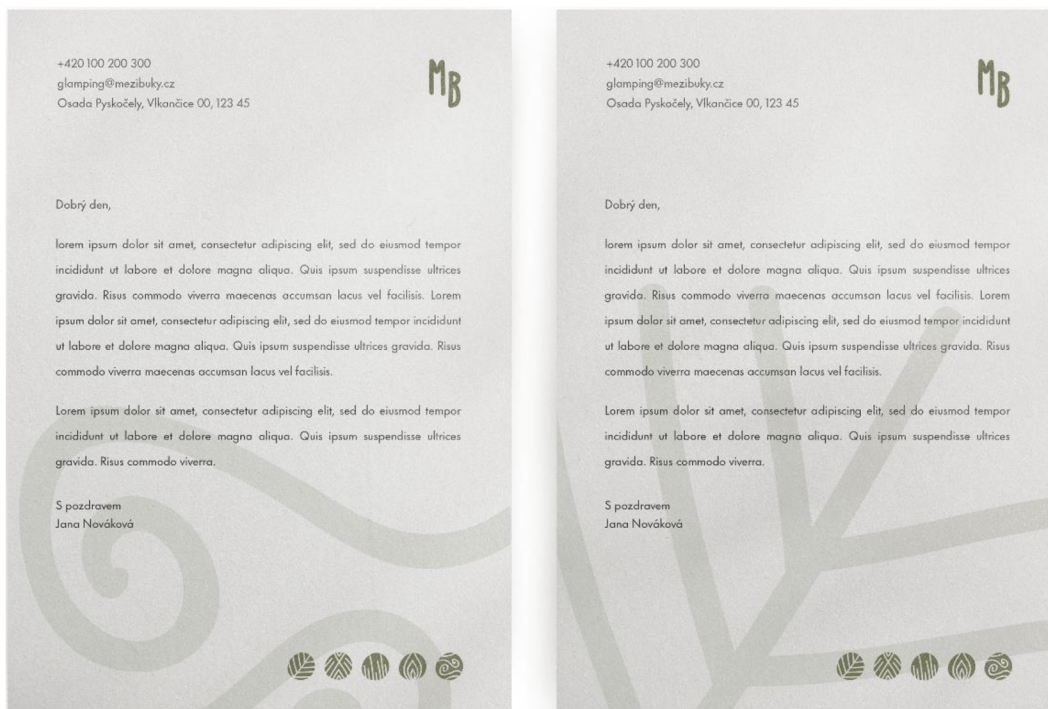 +420 100 200 300
glamping@mezibuky.cz
Osada Pyskočely, Vlkančice 00, 123 45
MB
Dobrý den,
lorem ipsum dolor sit amet, consectetur adipiscing elit, sed do eiusmod tempor
incididunt ut labore et dolore magna aliqua. Quis ipsum suspendisse ultrices
gravida. Risus commodo viverra maecenas accumsan lacus vel facilisis. Lorem
ipsum dolor sit amet, consectetur adipiscing elit, sed do eiusmod tempor incididunt
ut labore et dolore magna aliqua. Quis ipsum suspendisse ultrices gravida. Risus
commodo viverra maecenas accumsan lacus vel facilisis.
Lorem ipsum dolor sit amet, consectetur adipiscing elit, sed do eiusmod tempor
incididunt ut labore et dolore magna aliqua. Quis ipsum suspendisse ultrices
gravida. Risus commodo viverra.
S pozdravem
Jana Nováková
+420 100 200 300
glamping@mezibuky.cz
Osada Pyskočely, Vlkančice 00, 123 45
MB
Dobrý den,
lorem ipsum dolor sit amet, consectetur adipiscing elit, sed do eiusmod tempor
incididunt ut labore et dolore magna aliqua. Quis ipsum suspendisse ultrices
gravida. Risus commodo viverra maecenas accumsan lacus vel facilisis. Lorem
ipsum dolor sit amet, consectetur adipiscing elit, sed do eiusmod tempor incididunt
ut labore et dolore magna aliqua. Quis ipsum suspendisse ultrices gravida. Risus
commodo viverra maecenas accumsan lacus vel facilisis.
Lorem ipsum dolor sit amet, consectetur adipiscing elit, sed do eiusmod tempor
incididunt ut labore et dolore magna aliqua. Quis ipsum suspendisse ultrices
gravida. Risus commodo viverra.
S pozdravem
Jana Nováková